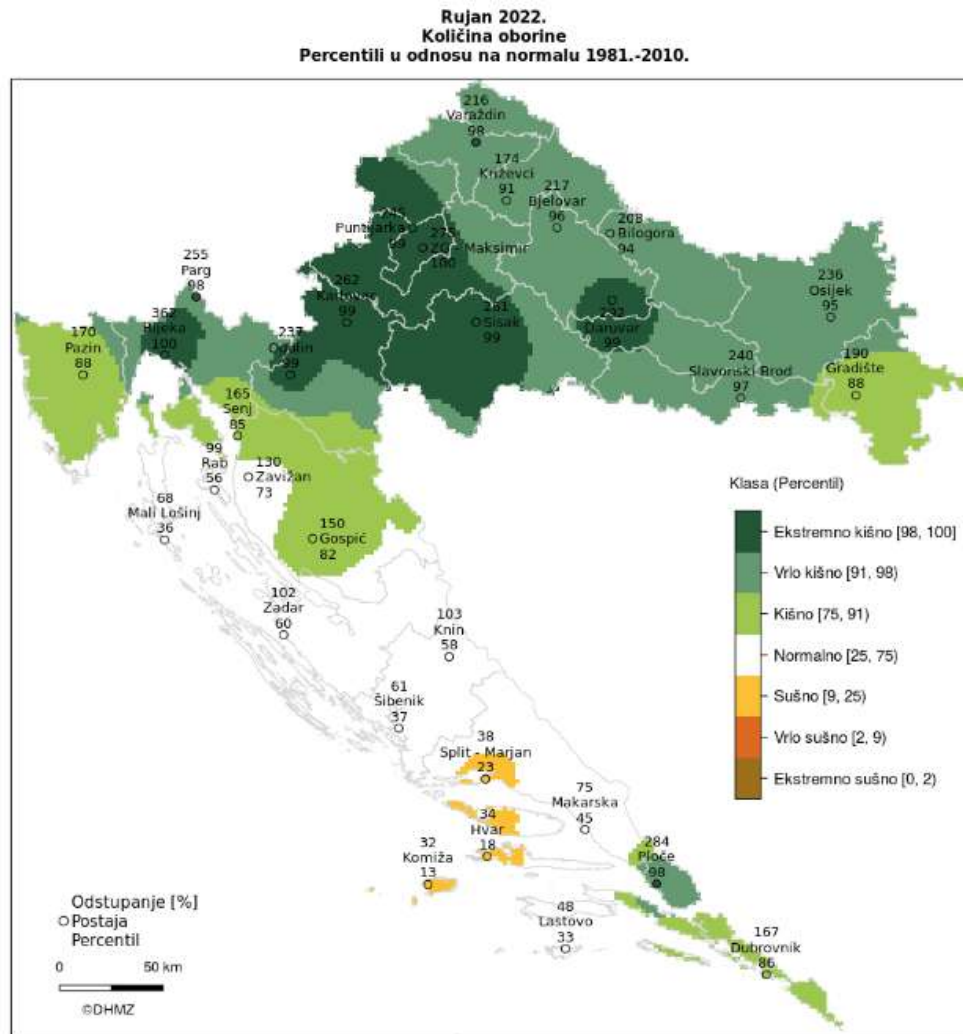 Rujan 2022.
Količina oborine
Percentili u odnosu na normalu 1981.-2010.
216
Varaždin
98
174
Križevci
91
217
Bjelovar
96
208
Bilogora
94
Puntijarka
99
275
ZG - Maksimir
100
255
Parg
98
262
Karlovac
99
261
Sisak
99
292
Daruvar
99
236
Osijek
95
362
Rijeka
100
170
Pazin
88
237
Ogulin
99
240
Slavonski Brod
97
190
Gradište
88
165
Senj
85
99
Rab
56
130
Zavižan
73
68
Mali Lošinj
36
150
Gospić
82
102
Zadar
60
103
Knin
58
61
Šibenik
37
38
Split - Marjan
23
75
Makarska
45
34
Hvar
18
32
Komiža
13
284
Ploče
98
48
Lastovo
33
167
Dubrovnik
86
Klasa (Percentil)
Ekstremno kišno [98, 100]
Vrlo kišno [91, 98)
Kišno [75, 91)
Normalno [25, 75)
Sušno [9, 25)
Vrlo sušno [2, 9)
Ekstremno sušno [0, 2)
Odstupanje [%]
Postaja
Percentil
0 50 km
©DHMZ